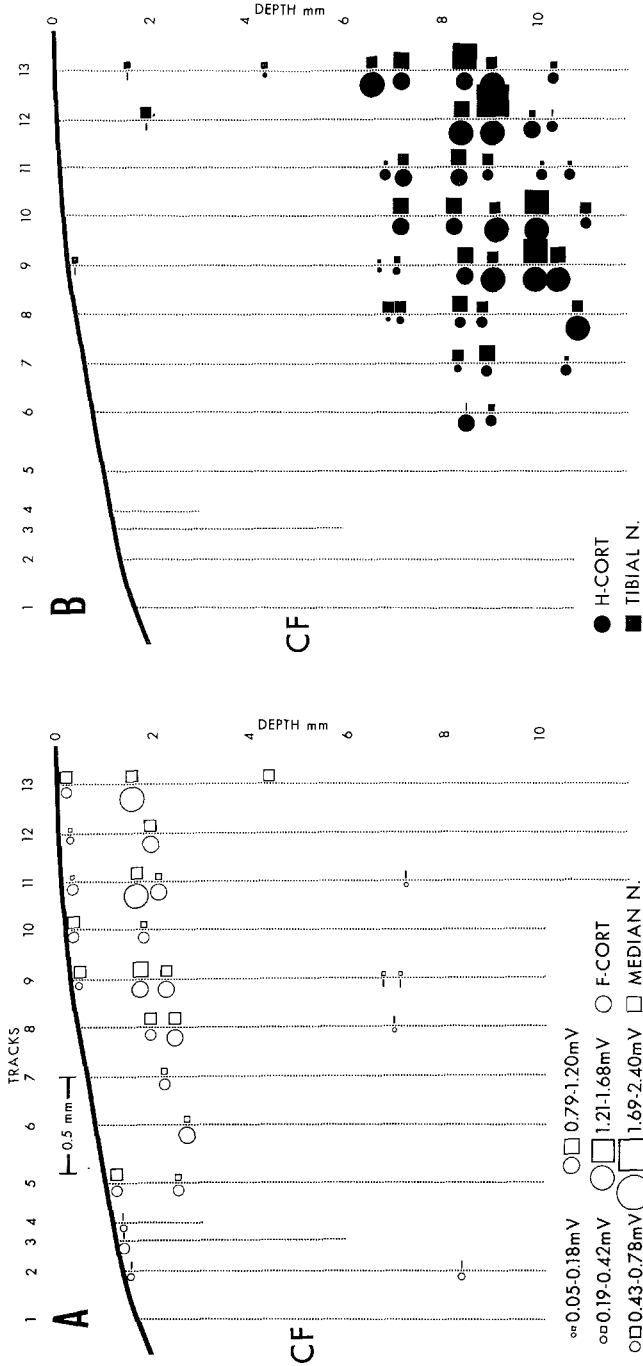 A
TRACKS
1 2 3 4 5 6 7 8 9 10 11 12 13
0.5 mm
0
2
4
6
8
10
DEPTH mm
CF
0.05-0.18mV
0.19-0.42mV
0.43-0.78mV
0.79-1.20mV
1.21-1.68mV
1.69-2.40mV
F-CORT
MEDIAN N.
B
1 2 3 4 5 6 7 8 9 10 11 12 13
0
2
4
6
8
10
DEPTH mm
CF
H-CORT
TIBIAL N.